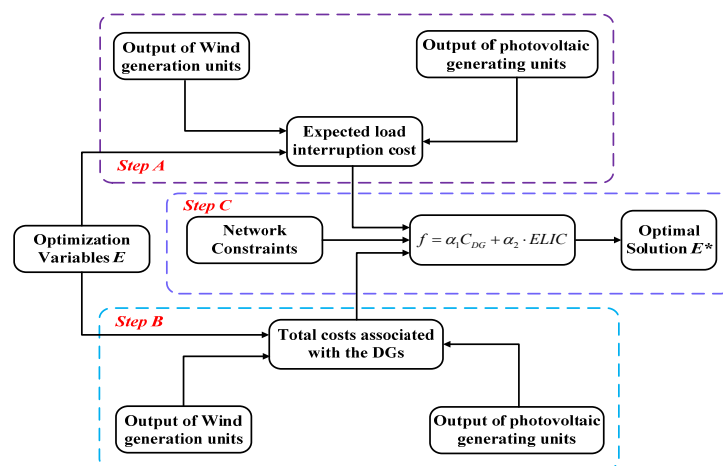 Output of Wind
generation units
Output of photovoltaic
generating units
Expected load
interruption cost
Step A
Step C
Optimization
Variables E
Network
Constraints
f = α₁C_DG + α₂ · ELIC
Optimal
Solution E*
Step B
Total costs associated
with the DGs
Output of Wind
generation units
Output of photovoltaic
generating units